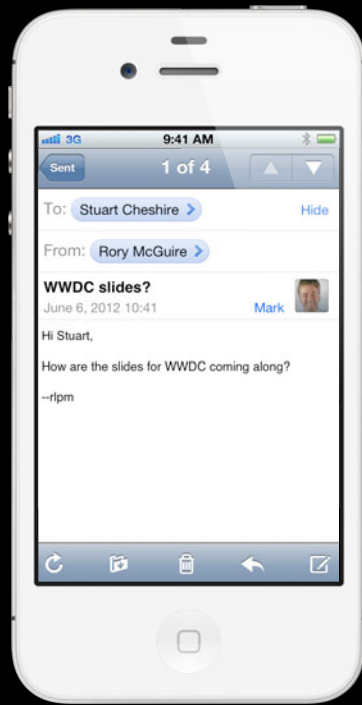 3G 9:41 AM
Sent 1 of 4
To: Stuart Cheshire Hide
From: Rory McGuire
WWDC slides?
June 6, 2012 10:41 Mark
Hi Stuart,
How are the slides for WWDC coming along?
--rlpm